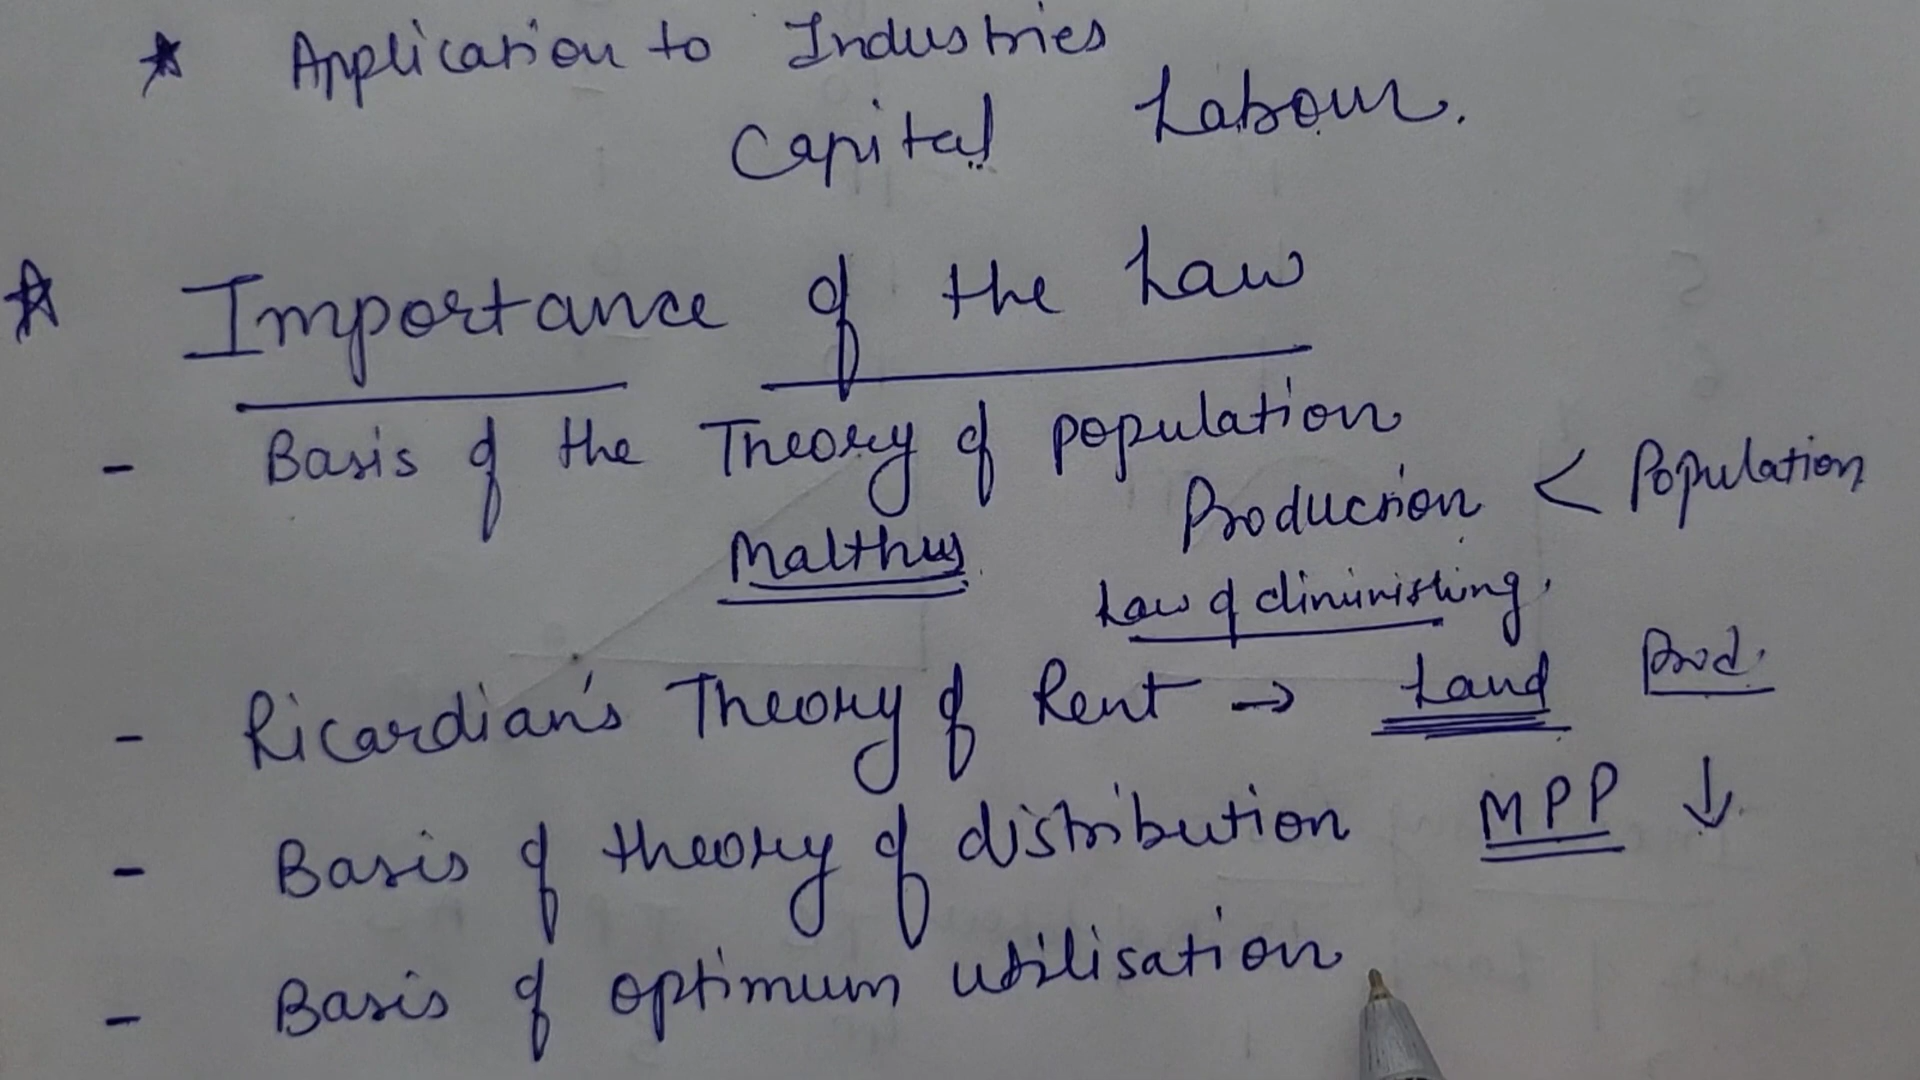 * Application to Industries
Capital Labour.
* Importance of the Law
- Basis of the Theory of population
Production < Population
Malthus
Law of diminishing.
- Ricardian's Theory of Rent → Land Prod.
- Basis of theory of distribution MPP ↓
- Basis of optimum utilisation